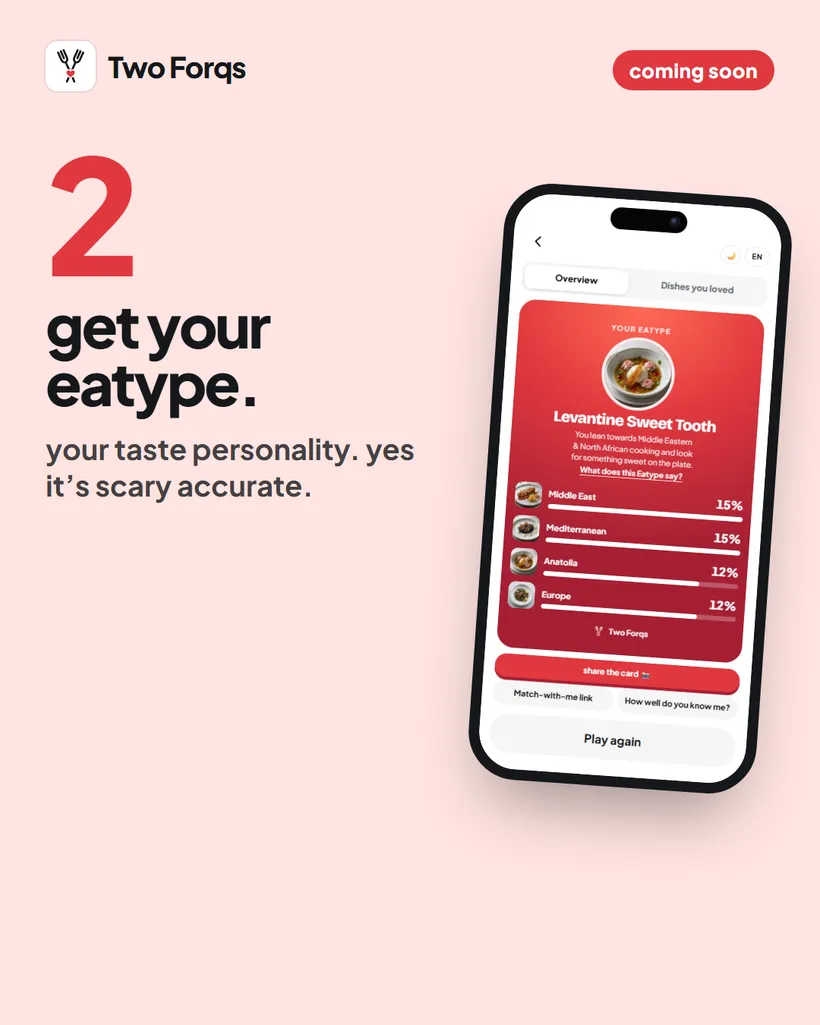 Two Forqs
coming soon
2
get your
eatype.
your taste personality. yes
it's scary accurate.
EN
Overview
Dishes you loved
YOUR EATYPE
Levantine Sweet Tooth
You lean towards Middle Eastern
& North African cooking and look
for something sweet on the plate.
What does this Eatype say?
Middle East
15%
Mediterranean
15%
Anatolia
12%
Europe
12%
Two Forqs
share the card
Match-with-me link
How well do you know me?
Play again